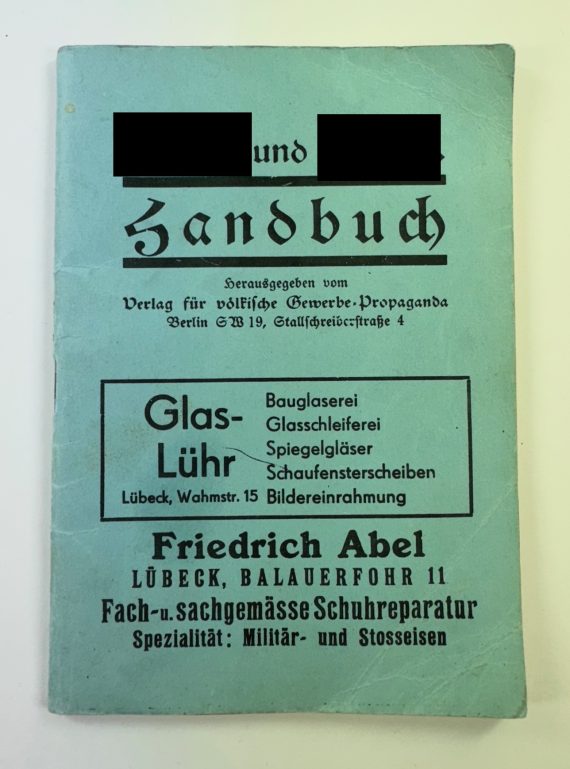 und
Handbuch
Herausgegeben vom
Verlag für völkische Gewerbe-Propaganda
Berlin SW 19, Stallschreiberstraße 4
Glas-
Lühr
Lübeck, Wahmstr. 15
Bauglaserei
Glasschleiferei
Spiegelgläser
Schaufensterscheiben
Bildereinrahmung
Friedrich Abel
LÜBECK, BALAUERFOHR 11
Fach- u. sachgemässe Schuhreparatur
Spezialität: Militär- und Stosseisen